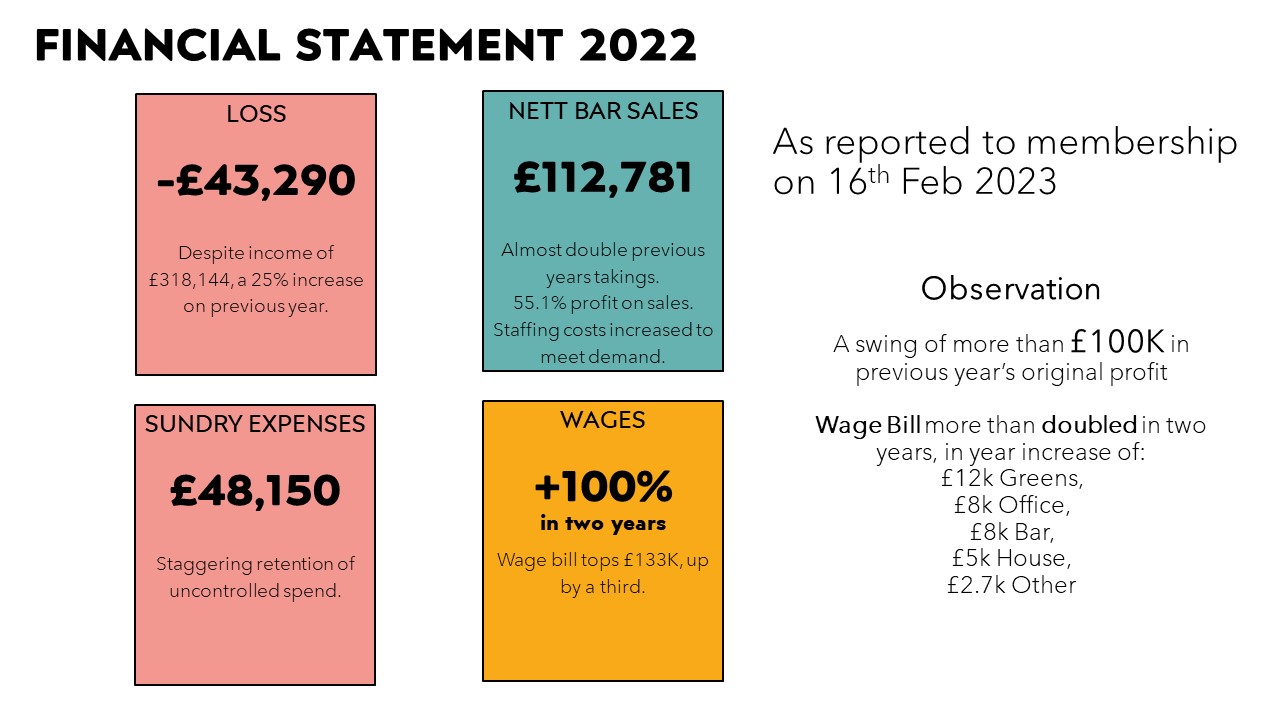 FINANCIAL STATEMENT 2022
LOSS
-£43,290
Despite income of
£318,144, a 25% increase
on previous year.
NETT BAR SALES
£112,781
Almost double previous
years takings.
55.1% profit on sales.
Staffing costs increased to
meet demand.
SUNDRY EXPENSES
£48,150
Staggering retention of
uncontrolled spend.
WAGES
+100%
in two years
Wage bill tops £133K, up
by a third.
As reported to membership
on 16th Feb 2023
Observation
A swing of more than £100K in
previous year’s original profit
Wage Bill more than doubled in two
years, in year increase of:
£12k Greens,
£8k Office,
£8k Bar,
£5k House,
£2.7k Other